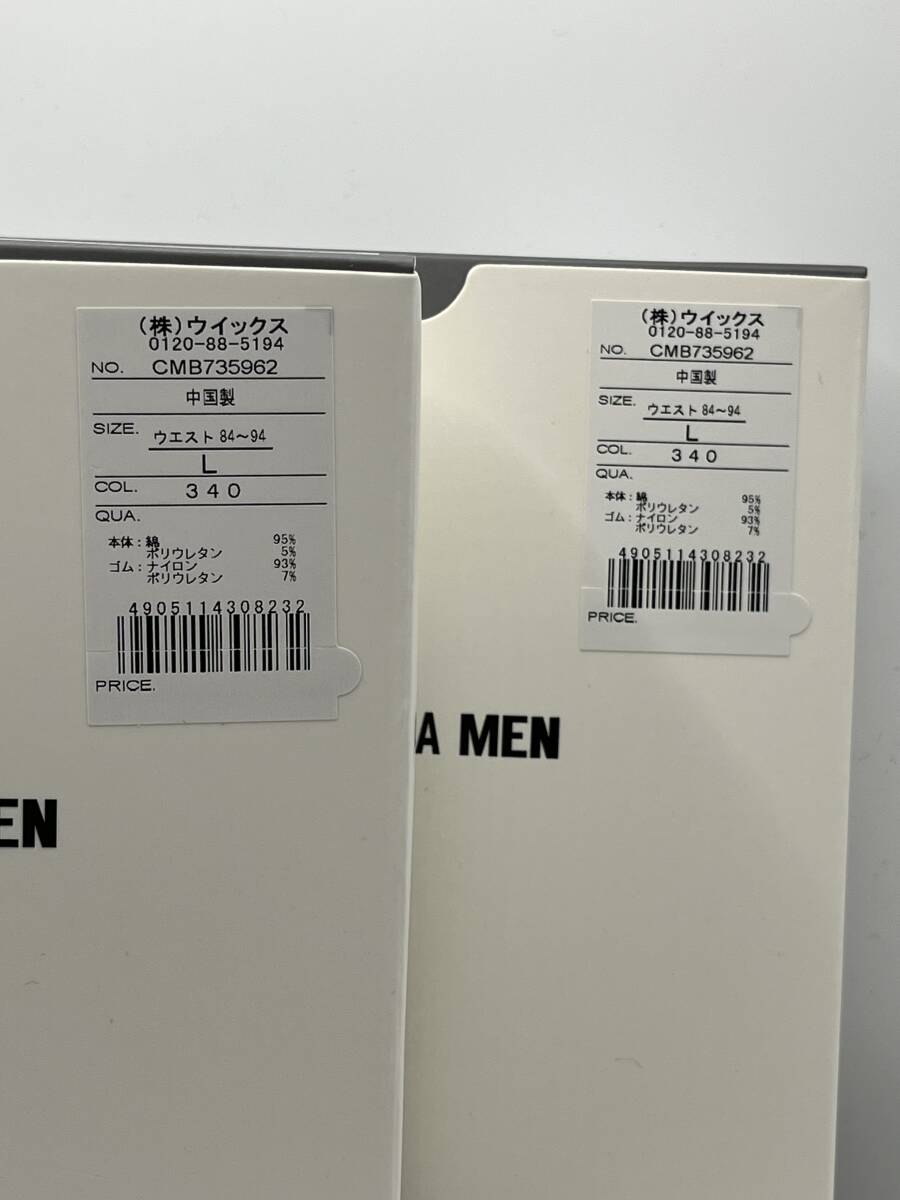 (株)ウイックス
0120-88-5194
NO. CMB735962
中国製
SIZE. ウエスト 84～94
L
COL. 340
QUA.
本体:綿 95%
ポリウレタン 5%
ゴム:ナイロン 93%
ポリウレタン 7%
4905114308232
PRICE.
EN
(株)ウイックス
0120-88-5194
NO. CMB735962
中国製
SIZE. ウエスト 84～94
L
COL. 340
QUA.
本体:綿 95%
ポリウレタン 5%
ゴム:ナイロン 93%
ポリウレタン 7%
4905114308232
PRICE.
A MEN